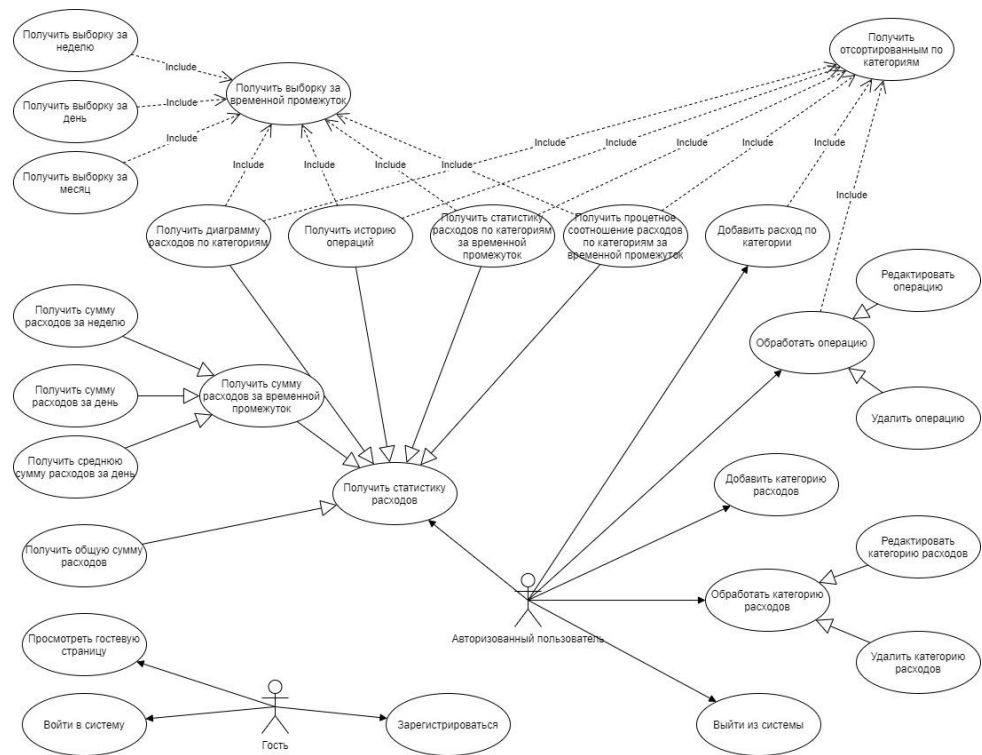 Получить выборку за
неделю
Получить
отсортированным по
категориям
Include
Получить выборку за
временной промежуток
Получить выборку за
день
Include
Include
Получить выборку за
месяц
Include
Include
Include
Include
Include
Include
Include
Include
Include
Include
Получить диаграмму
расходов по категориям
Получить историю
операций
Получить статистику
расходов по категориям
за временной
промежуток
Получить процетное
соотношение расходов
по категориям за
временной промежуток
Добавить расход по
категории
Редактировать
операцию
Получить сумму
расходов за неделю
Обработать операцию
Получить сумму
расходов за день
Получить сумму
расходов за временной
промежуток
Удалить операцию
Получить среднюю
сумму расходов за день
Получить статистику
расходов
Добавить категорию
расходов
Получить общую сумму
расходов
Редактировать
категорию расходов
Обработать категорию
расходов
Авторизованный пользователь
Просмотреть гостевую
страницу
Удалить категорию
расходов
Войти в систему
Гость
Зарегистрироваться
Выйти из системы